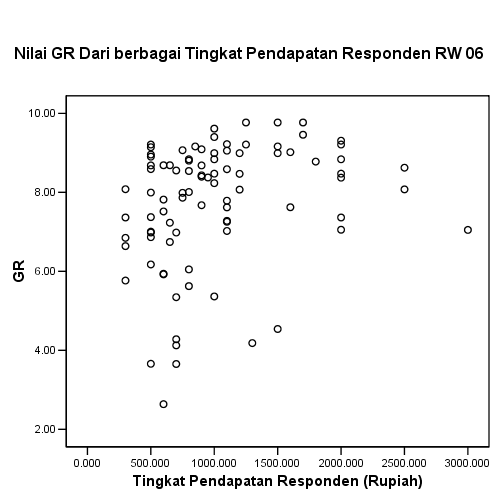 Nilai GR Dari berbagai Tingkat Pendapatan Responden RW 06
10.00
8.00
6.00
4.00
2.00
GR
0.000 500.000 1000.000 1500.000 2000.000 2500.000 3000.000
Tingkat Pendapatan Responden (Rupiah)